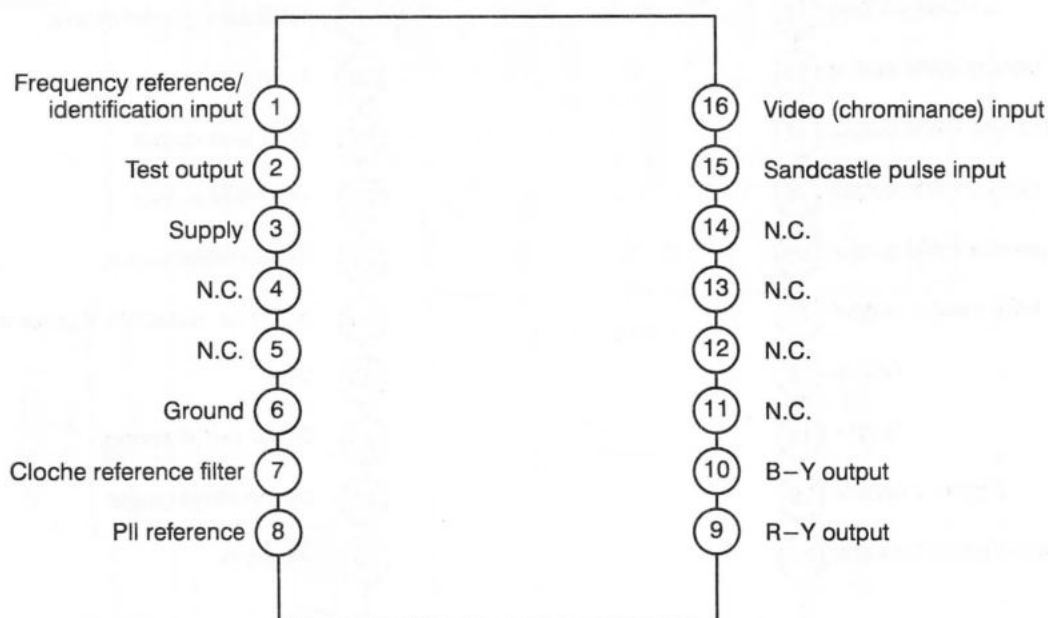 Frequency reference/
identification input 1
Test output 2
Supply 3
N.C. 4
N.C. 5
Ground 6
Cloche reference filter 7
Pll reference 8
16 Video (chrominance) input
15 Sandcastle pulse input
14 N.C.
13 N.C.
12 N.C.
11 N.C.
10 B–Y output
9 R–Y output